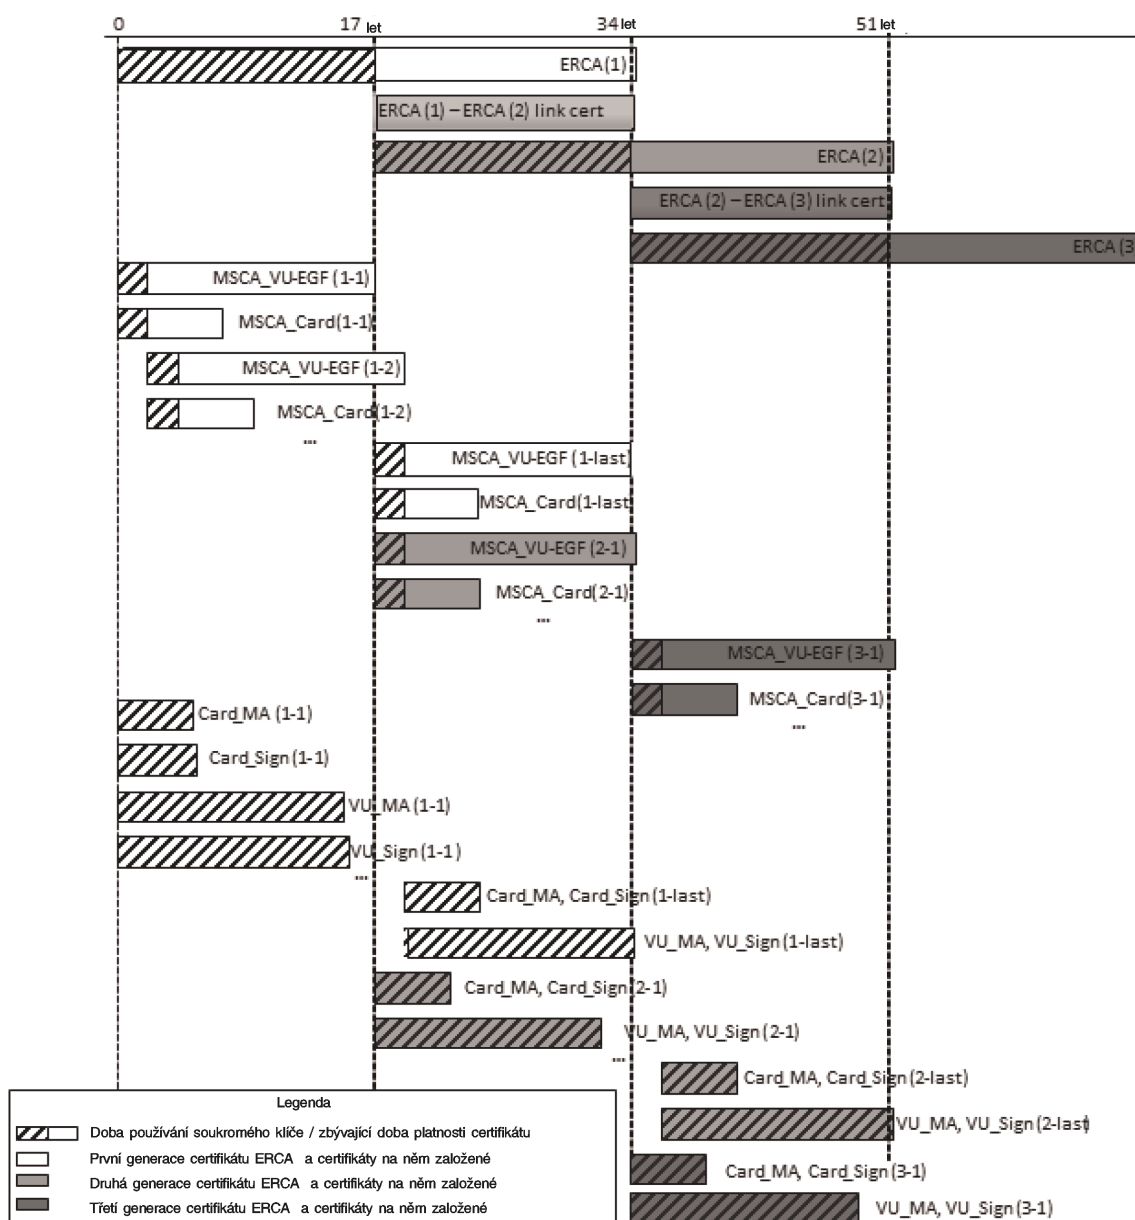 0 17 let 34 let 51 let
ERCA (1)
ERCA (1) – ERCA (2) link cert
ERCA (2)
ERCA (2) – ERCA (3) link cert
ERCA (3
MSCA_VU-EGF (1-1)
MSCA_Card (1-1)
MSCA_VU-EGF (1-2)
MSCA_Card (1-2)
...
MSCA_VU-EGF (1-last)
MSCA_Card (1-last
MSCA_VU-EGF (2-1)
MSCA_Card (2-1)
...
MSCA_VU-EGF (3-1)
MSCA_Card (3-1)
...
Card_MA (1-1)
Card_Sign (1-1)
VU_MA (1-1)
VU_Sign (1-1)
...
Card_MA, Card_Sign (1-last)
VU_MA, VU_Sign (1-last)
Card_MA, Card_Sign (2-1)
VU_MA, VU_Sign (2-1)
...
Card_MA, Card_Sign (2-last)
VU_MA, VU_Sign (2-last)
Card_MA, Card_Sign (3-1)
VU_MA, VU_Sign (3-1)
Legenda
Doba používání soukromého klíče / zbývající doba platnosti certifikátu
První generace certifikátu ERCA a certifikáty na něm založené
Druhá generace certifikátu ERCA a certifikáty na něm založené
Třetí generace certifikátu ERCA a certifikáty na něm založené